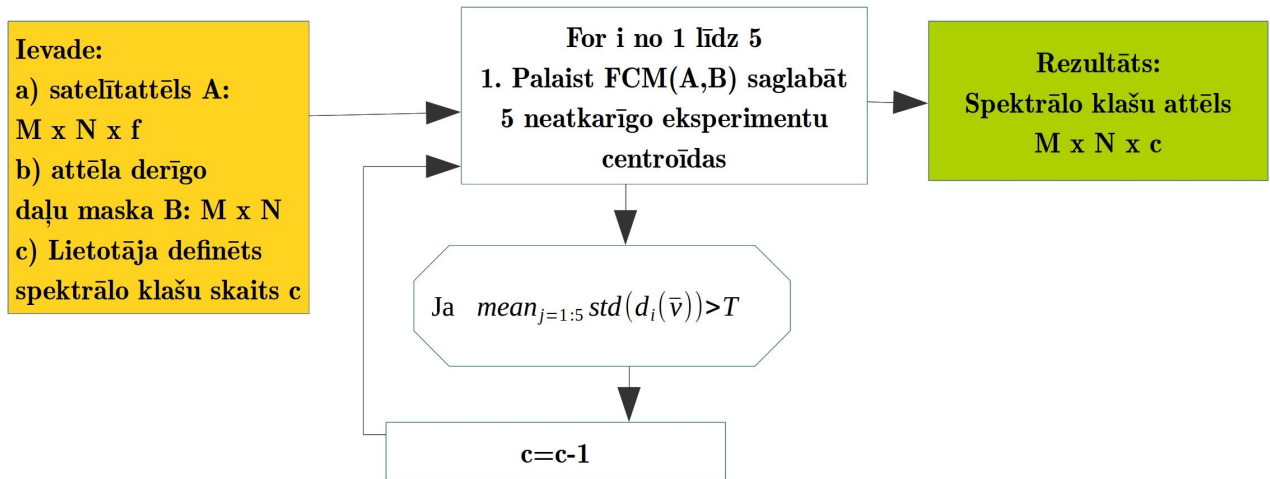 Ievade:
a) satelītattēls A:
M x N x f
b) attēla derīgo
daļu maska B: M x N
c) Lietotāja definēts
spektrālo klašu skaits c
For i no 1 līdz 5
1. Palaist FCM(A,B) saglabāt
5 neatkarīgo eksperimentu
centroīdas
Ja mean_{j=1:5} std(d_i(v̄))>T
c=c-1
Rezultāts:
Spektrālo klašu attēls
M x N x c